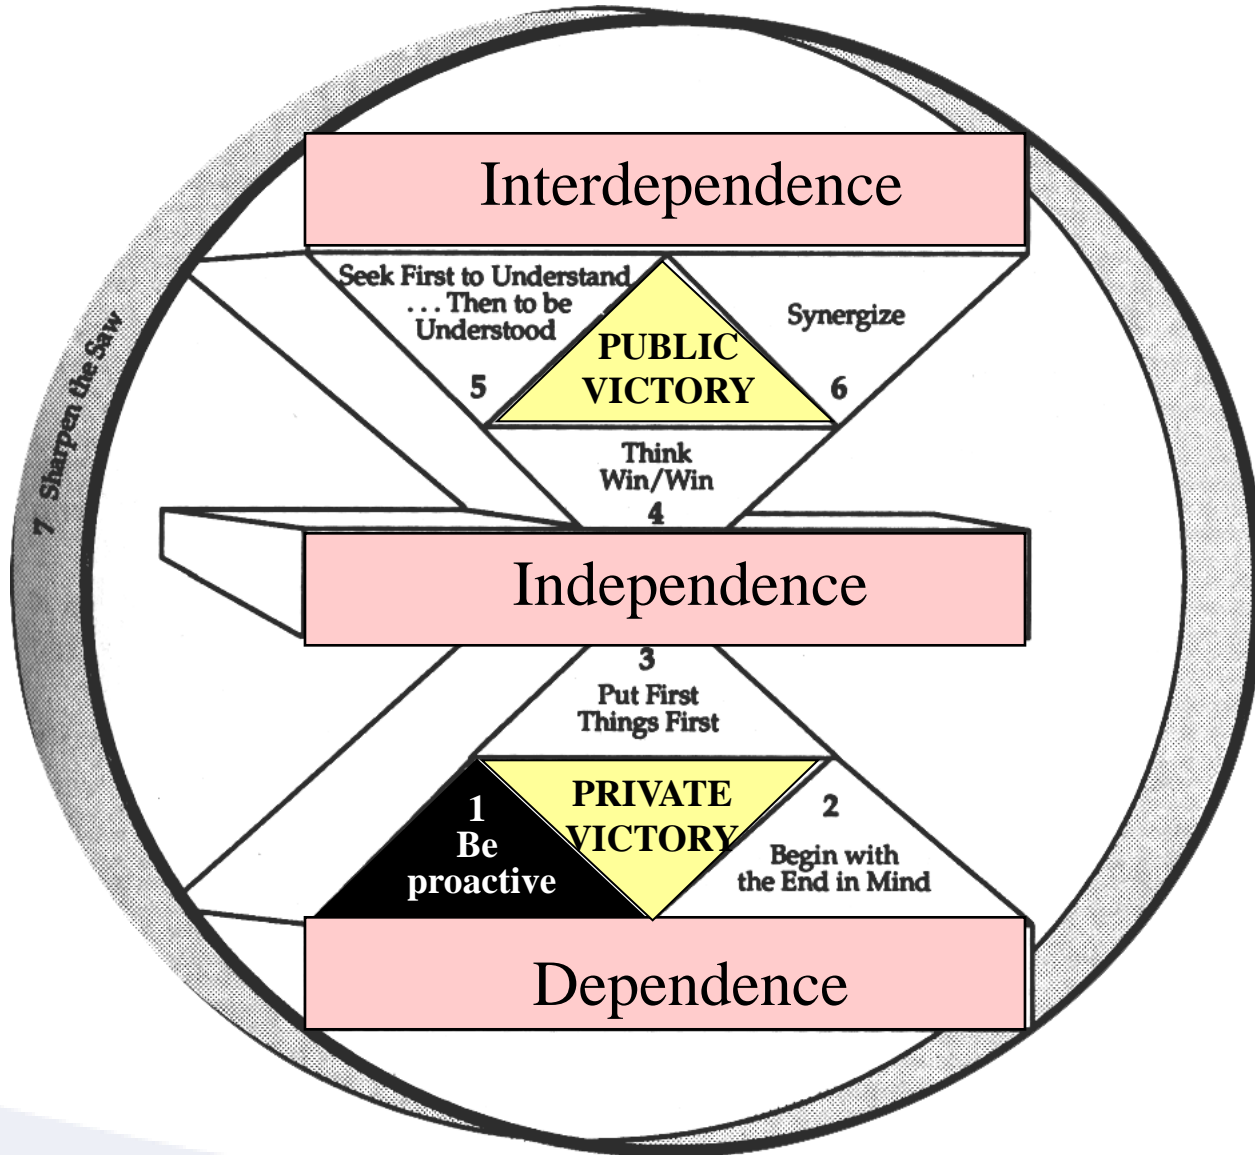 Interdependence
Seek First to Understand
... Then to be
Understood
5
PUBLIC
VICTORY
Synergize
6
Think
Win/Win
4
7 Sharpen the Saw
Independence
3
Put First
Things First
1
Be
proactive
PRIVATE
VICTORY
2
Begin with
the End in Mind
Dependence